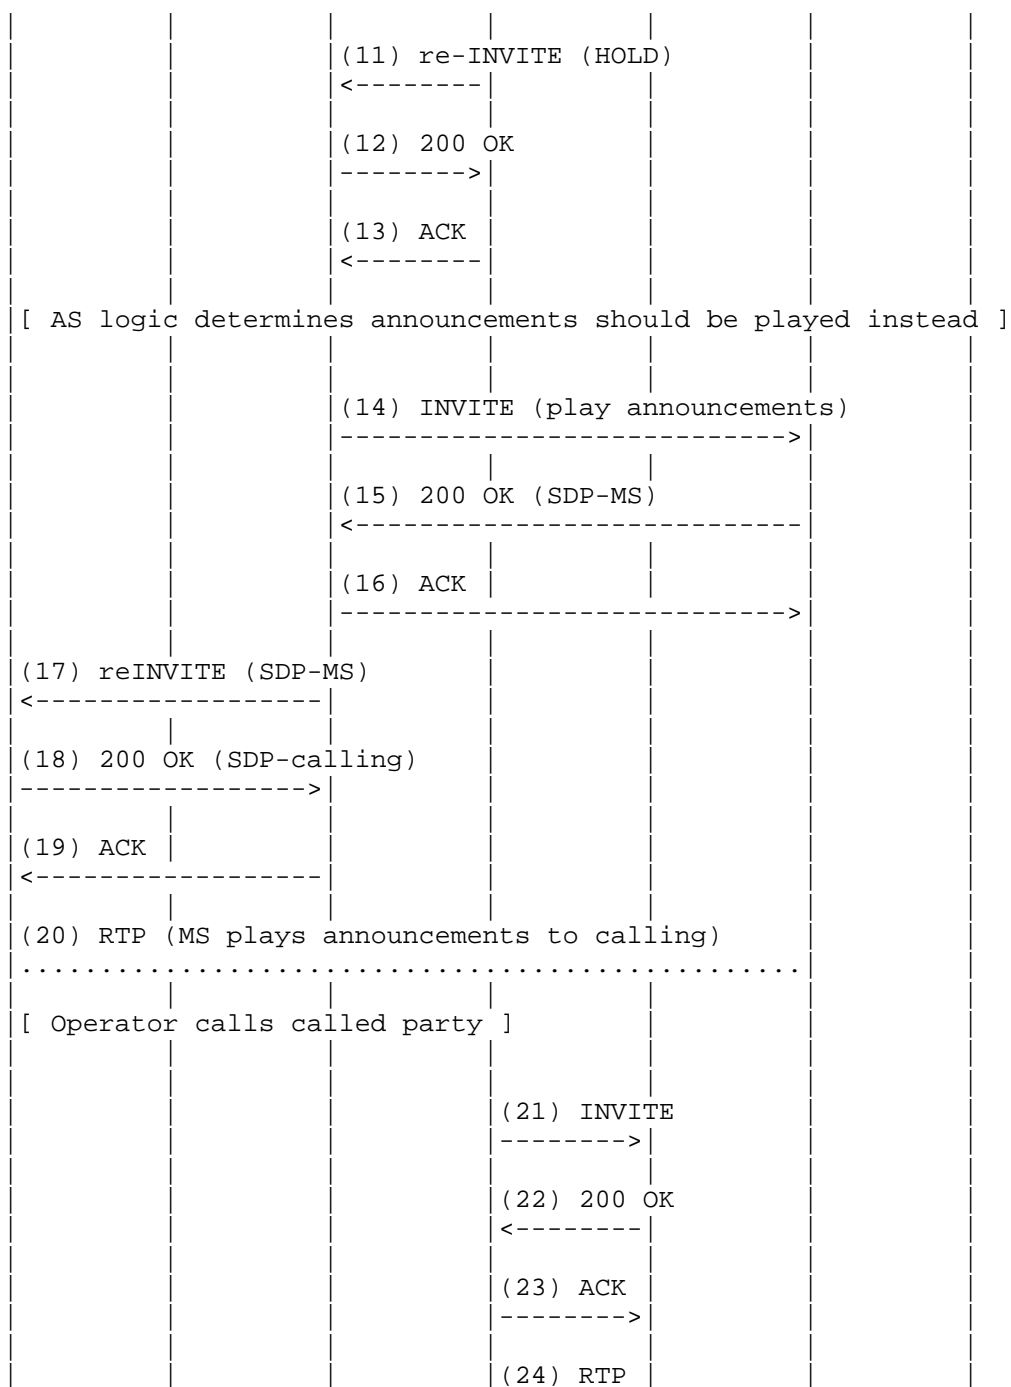 (11) re-INVITE (HOLD)
<--------
(12) 200 OK
-------->
(13) ACK
<--------
[ AS logic determines announcements should be played instead ]
(14) INVITE (play announcements)
---------------------------->
(15) 200 OK (SDP-MS)
<----------------------------
(16) ACK
---------------------------->
(17) reINVITE (SDP-MS)
<------------------
(18) 200 OK (SDP-calling)
------------------>
(19) ACK
<------------------
(20) RTP (MS plays announcements to calling)
.................................................
[ Operator calls called party ]
(21) INVITE
-------->
(22) 200 OK
<--------
(23) ACK
-------->
(24) RTP